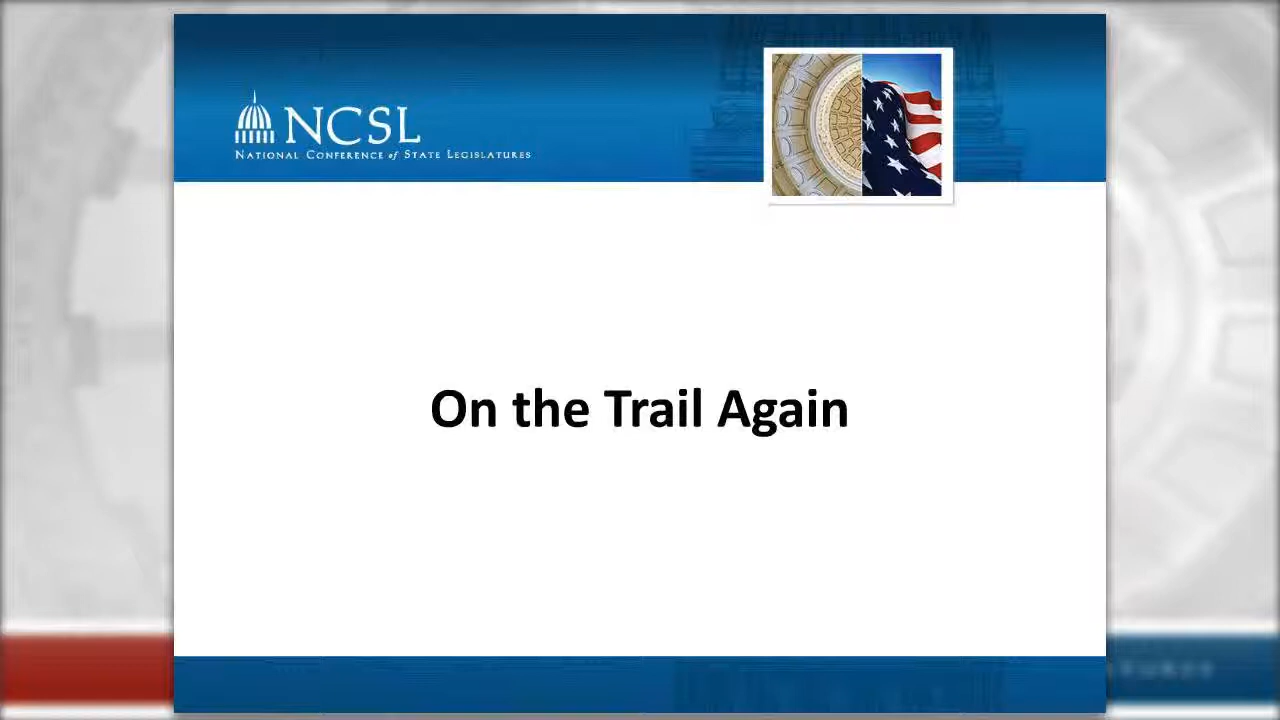 NCSL
NATIONAL CONFERENCE of STATE LEGISLATURES
On the Trail Again